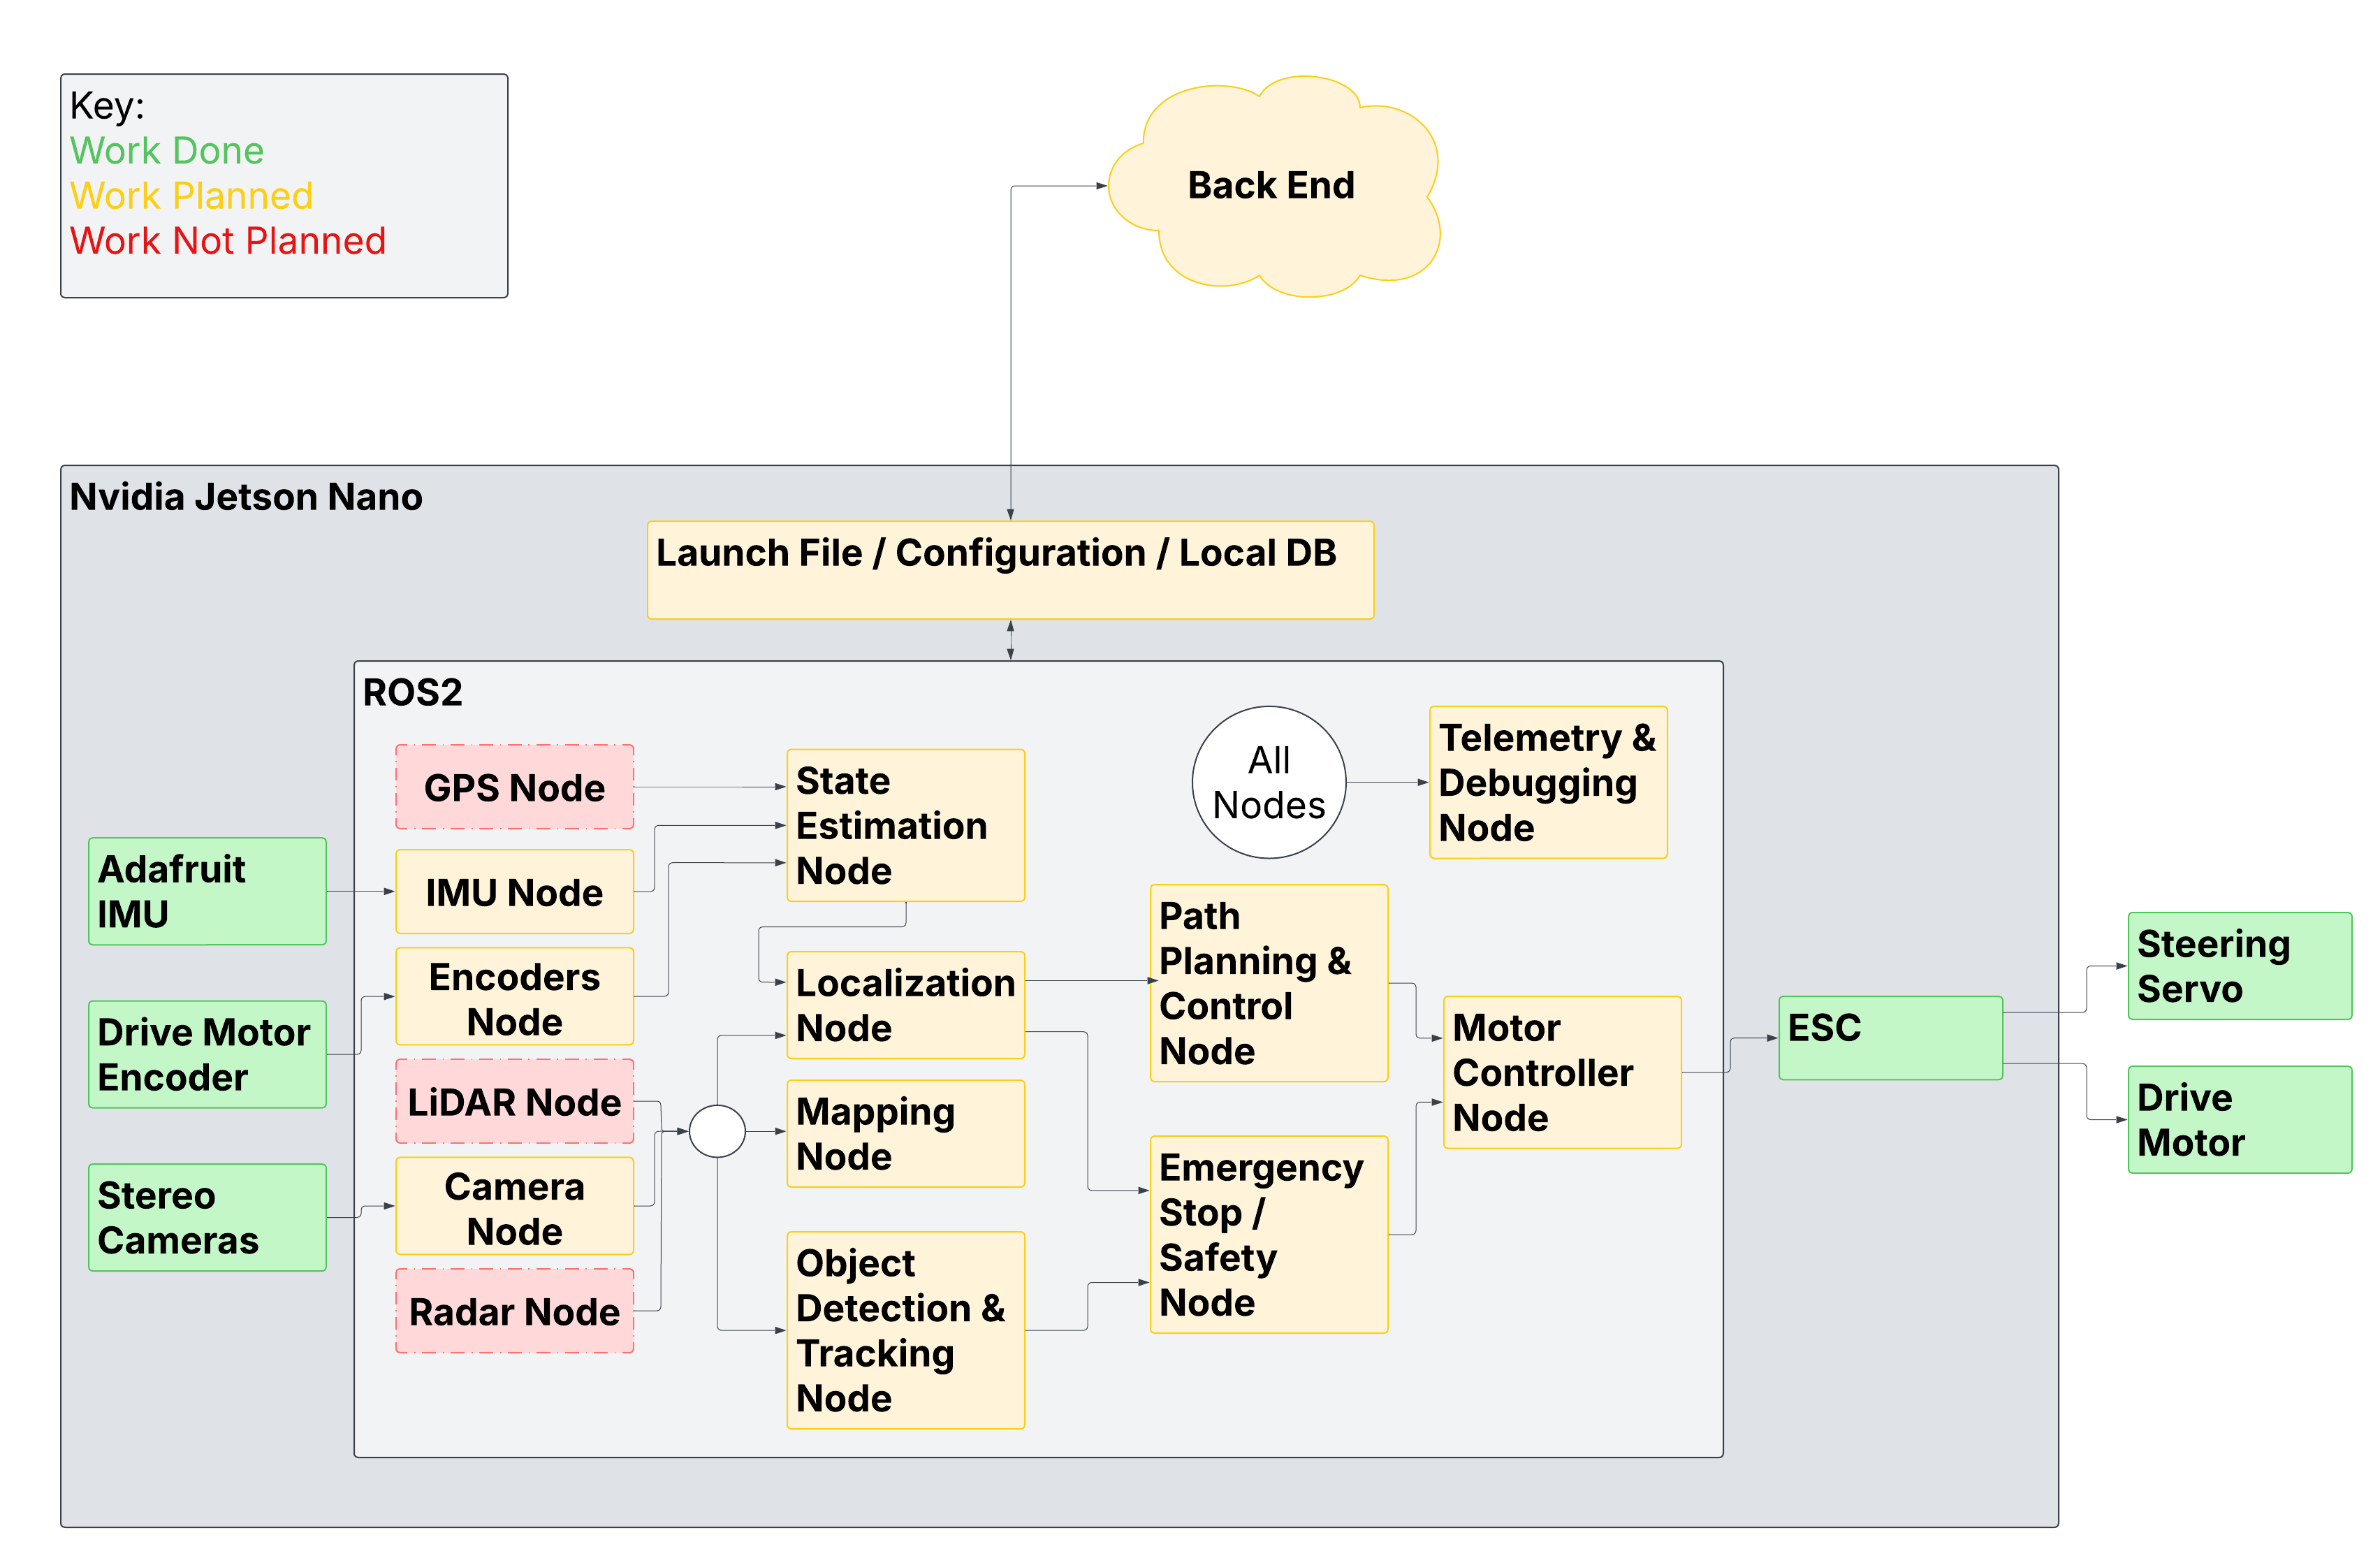 Key:
Work Done
Work Planned
Work Not Planned
Back End
Nvidia Jetson Nano
Launch File / Configuration / Local DB
ROS2
GPS Node
State
Estimation
Node
All
Nodes
Telemetry &
Debugging
Node
Adafruit
IMU
IMU Node
Drive Motor
Encoder
Encoders
Node
Localization
Node
Path
Planning &
Control
Node
Motor
Controller
Node
ESC
Steering
Servo
Drive
Motor
LiDAR Node
Mapping
Node
Stereo
Cameras
Camera
Node
Emergency
Stop /
Safety
Node
Radar Node
Object
Detection &
Tracking
Node